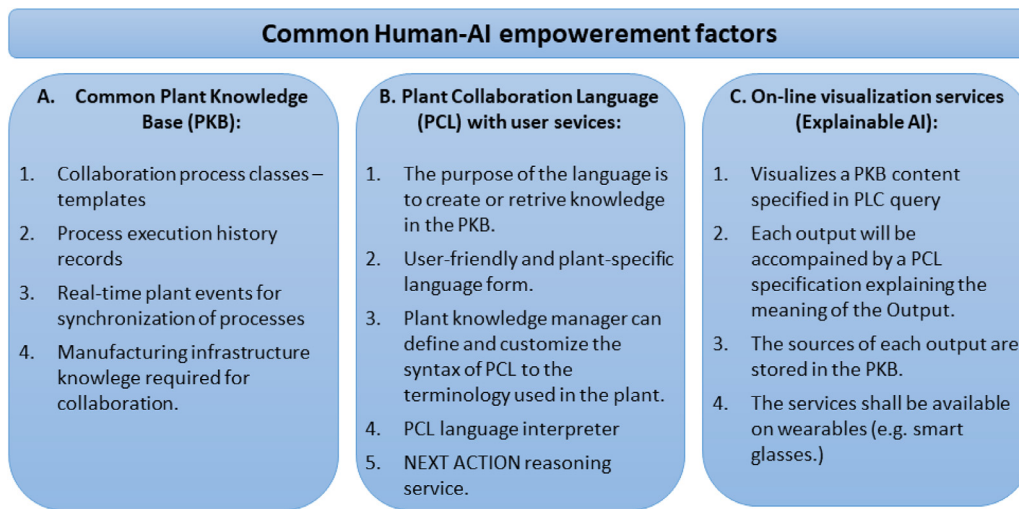 Common Human-AI empowerement factors
A. Common Plant Knowledge
Base (PKB):
1. Collaboration process classes –
templates
2. Process execution history
records
3. Real-time plant events for
synchronization of processes
4. Manufacturing infrastructure
knowlege required for
collaboration.
B. Plant Collaboration Language
(PCL) with user sevices:
1. The purpose of the language is
to create or retrive knowledge
in the PKB.
2. User-friendly and plant-specific
language form.
3. Plant knowledge manager can
define and customize the
syntax of PCL to the
terminology used in the plant.
4. PCL language interpreter
5. NEXT ACTION reasoning
service.
C. On-line visualization services
(Explainable AI):
1. Visualizes a PKB content
specified in PLC query
2. Each output will be
accompained by a PCL
specification explaining the
meaning of the Output.
3. The sources of each output are
stored in the PKB.
4. The services shall be available
on wearables (e.g. smart
glasses.)